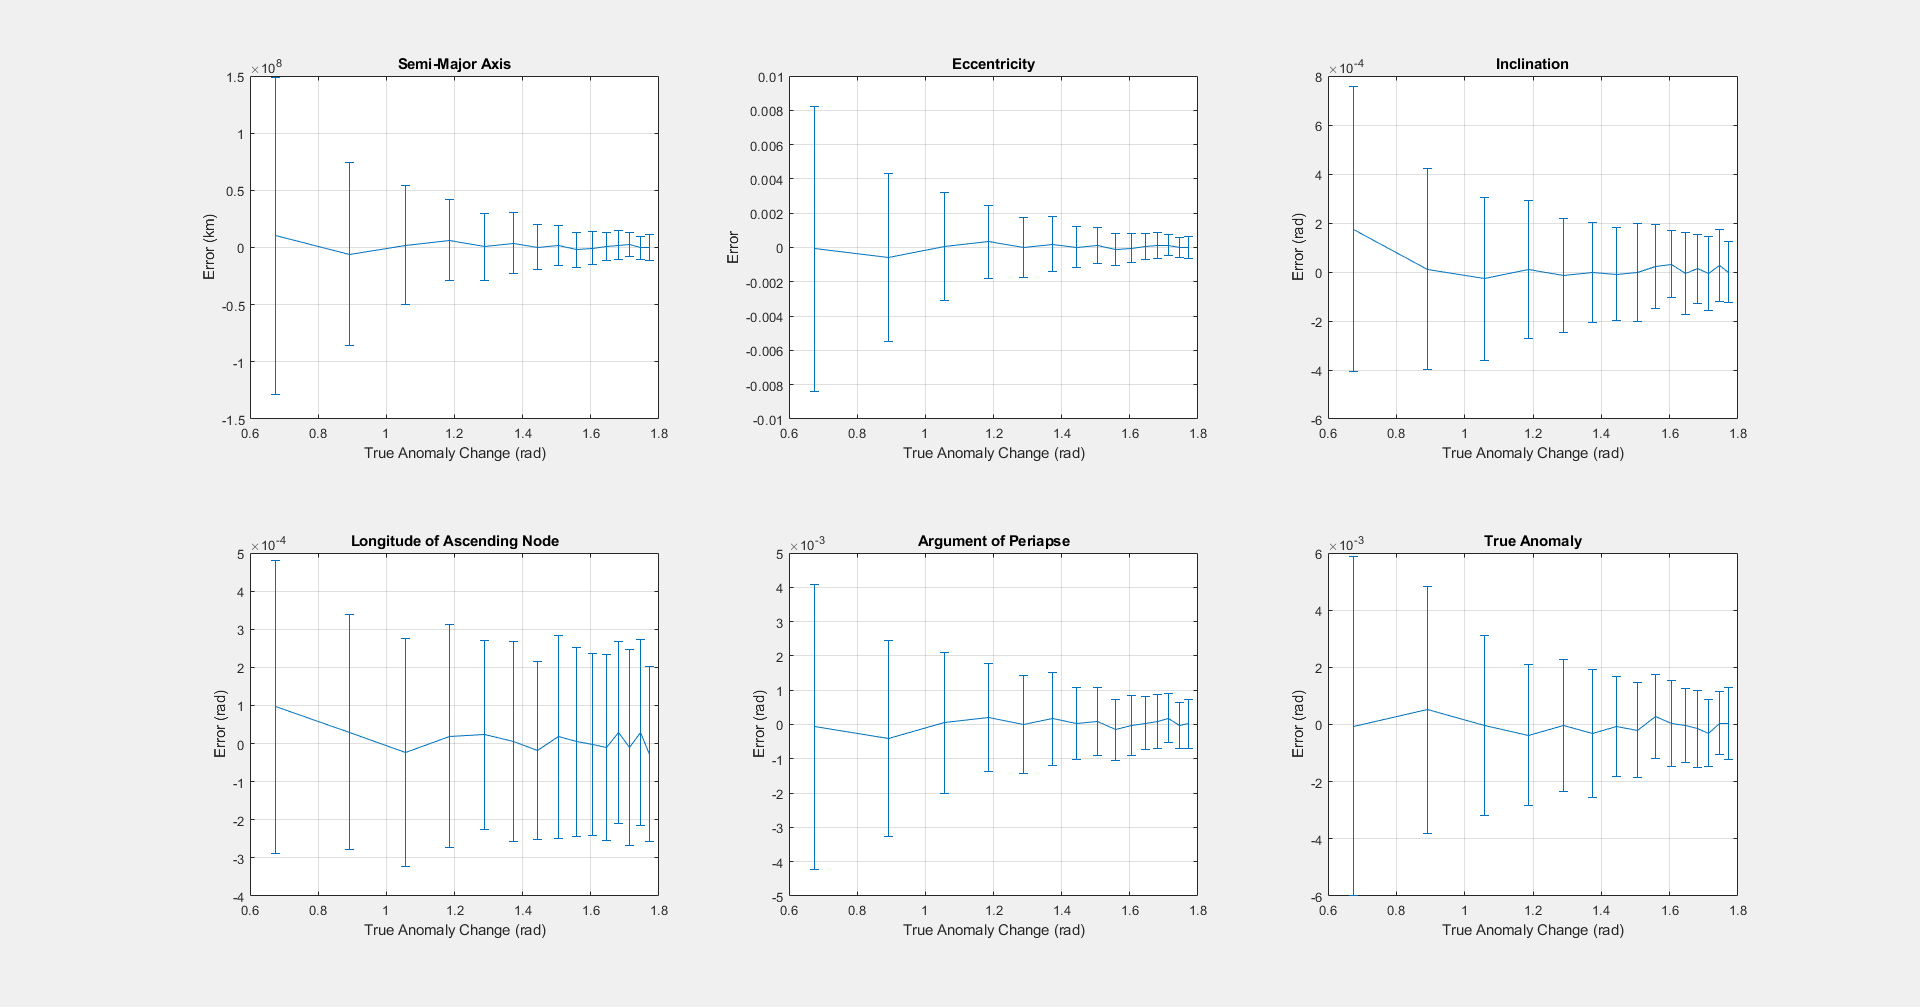 Semi-Major Axis
×10^8
1.5
1
0.5
0
-0.5
-1
-1.5
Error (km)
0.6 0.8 1 1.2 1.4 1.6 1.8
True Anomaly Change (rad)
Eccentricity
0.01
0.008
0.006
0.004
0.002
0
-0.002
-0.004
-0.006
-0.008
-0.01
Error
0.6 0.8 1 1.2 1.4 1.6 1.8
True Anomaly Change (rad)
Inclination
×10^-4
8
6
4
2
0
-2
-4
-6
Error (rad)
0.6 0.8 1 1.2 1.4 1.6 1.8
True Anomaly Change (rad)
Longitude of Ascending Node
×10^-4
5
4
3
2
1
0
-1
-2
-3
-4
Error (rad)
0.6 0.8 1 1.2 1.4 1.6 1.8
True Anomaly Change (rad)
Argument of Periapse
×10^-3
5
4
3
2
1
0
-1
-2
-3
-4
-5
Error (rad)
0.6 0.8 1 1.2 1.4 1.6 1.8
True Anomaly Change (rad)
True Anomaly
×10^-3
6
4
2
0
-2
-4
-6
Error (rad)
0.6 0.8 1 1.2 1.4 1.6 1.8
True Anomaly Change (rad)